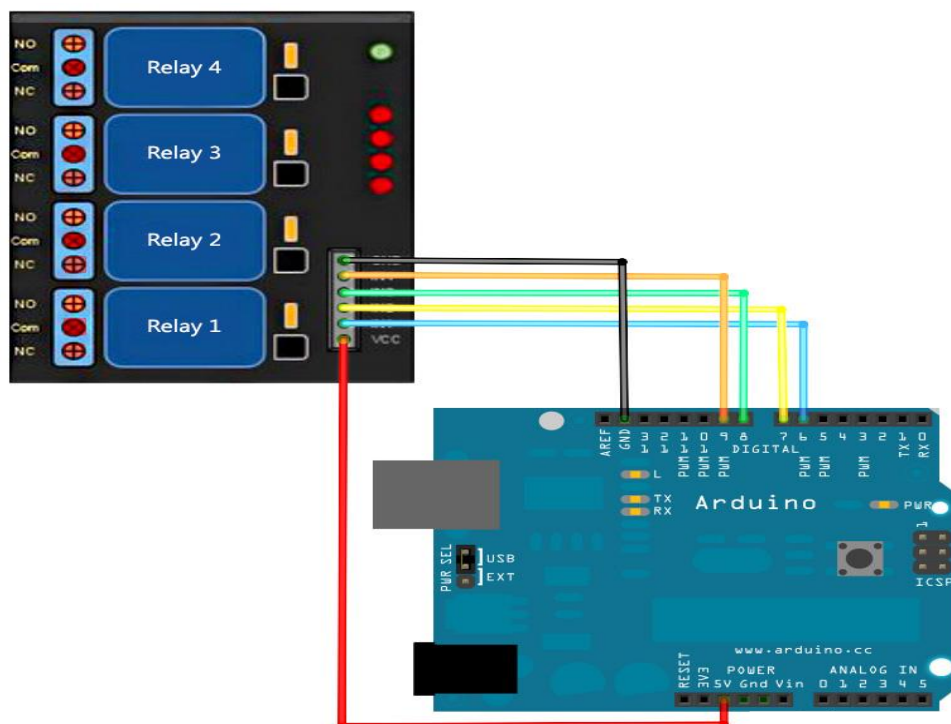 NO
Com
NC
Relay 4
NO
Com
NC
Relay 3
NO
Com
NC
Relay 2
NO
Com
NC
Relay 1
VCC
AREF
GND
13
12
PWM 11
PWM 10
PWM 9
8
7
PWM 6
PWM 5
4
PWM 3
2
TX 1
RX 0
DIGITAL
L
TX
RX
Arduino
PWR
1
ICSP
PWR SEL
USB
EXT
www.arduino.cc
POWER
ANALOG IN
RESET
3V3
5V
Gnd
Vin
0 1 2 3 4 5